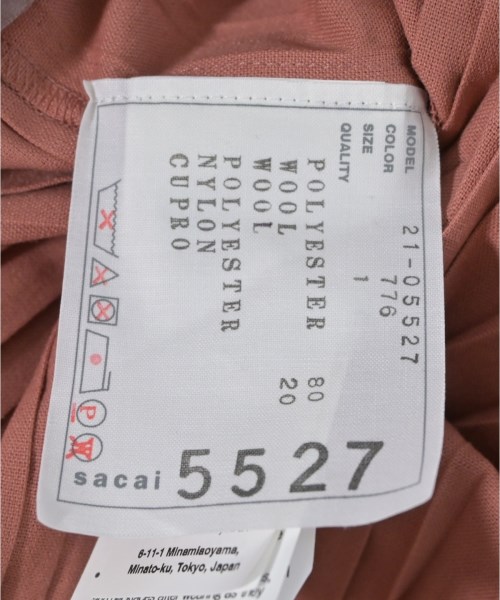 MODEL 21-05527
COLOR 776
SIZE 1
QUALITY
POLYESTER 80
WOOL 20
WOOL
POLYESTER
NYLON
CUPRO
P
W
sacai 5527
6-11-1 Minamiaoyama,
Minato-ku, Tokyo, Japan